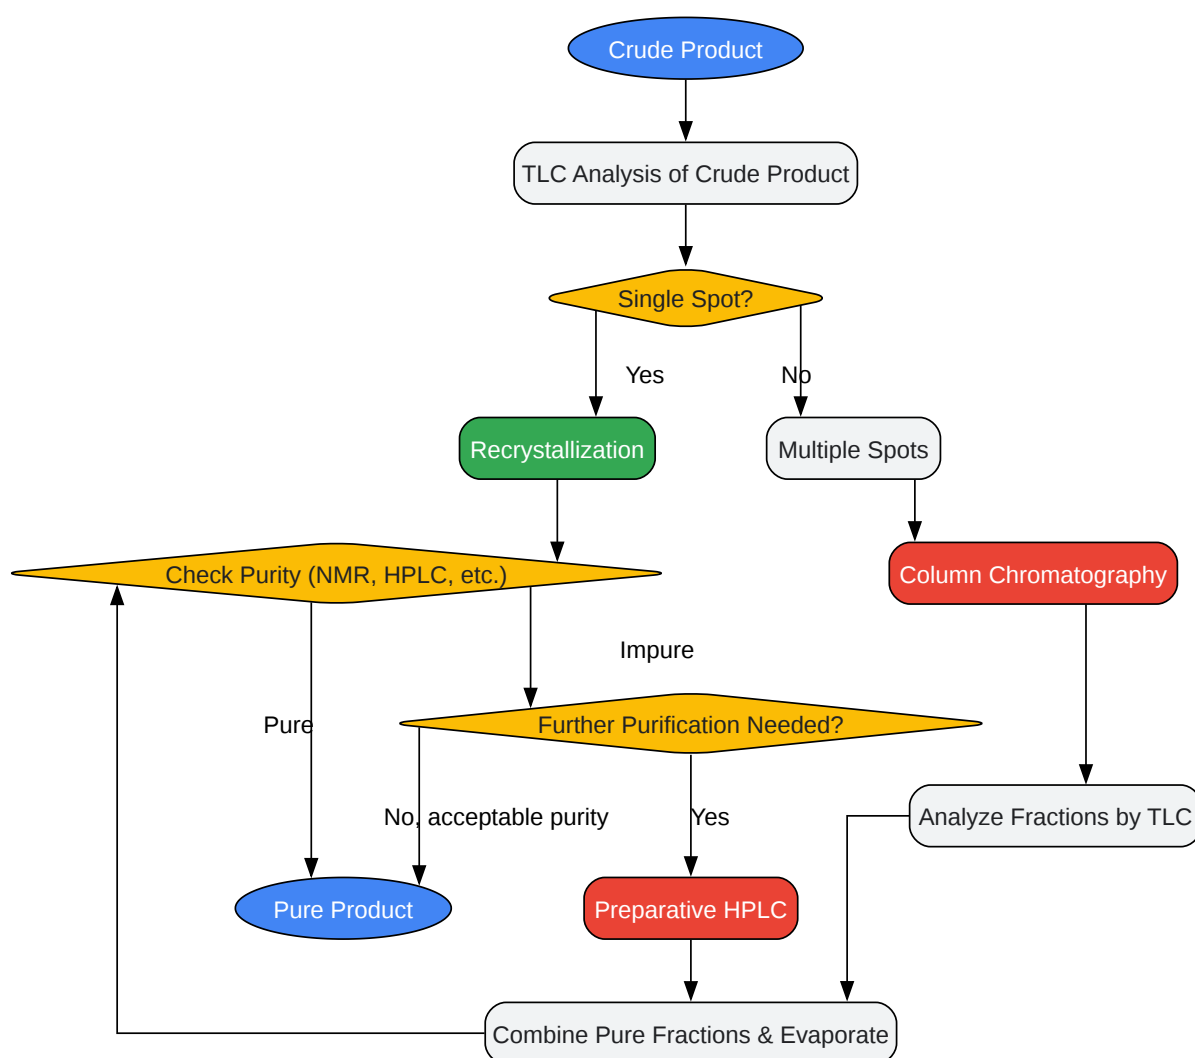 Crude Product
TLC Analysis of Crude Product
Single Spot?
Yes
No
Recrystallization
Multiple Spots
Check Purity (NMR, HPLC, etc.)
Column Chromatography
Impure
Pure
Further Purification Needed?
No, acceptable purity
Yes
Analyze Fractions by TLC
Pure Product
Preparative HPLC
Combine Pure Fractions & Evaporate